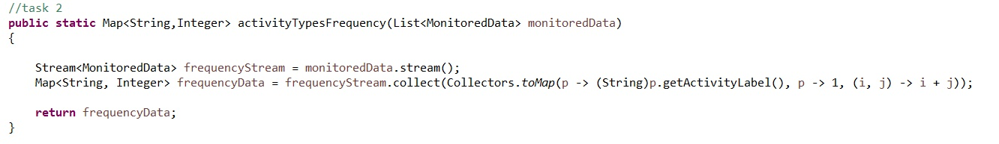 //task 2
public static Map<String,Integer> activityTypesFrequency(List<MonitoredData> monitoredData)
{
Stream<MonitoredData> frequencyStream = monitoredData.stream();
Map<String, Integer> frequencyData = frequencyStream.collect(Collectors.toMap(p -> (String)p.getActivityLabel(), p -> 1, (i, j) -> i + j));
return frequencyData;
}